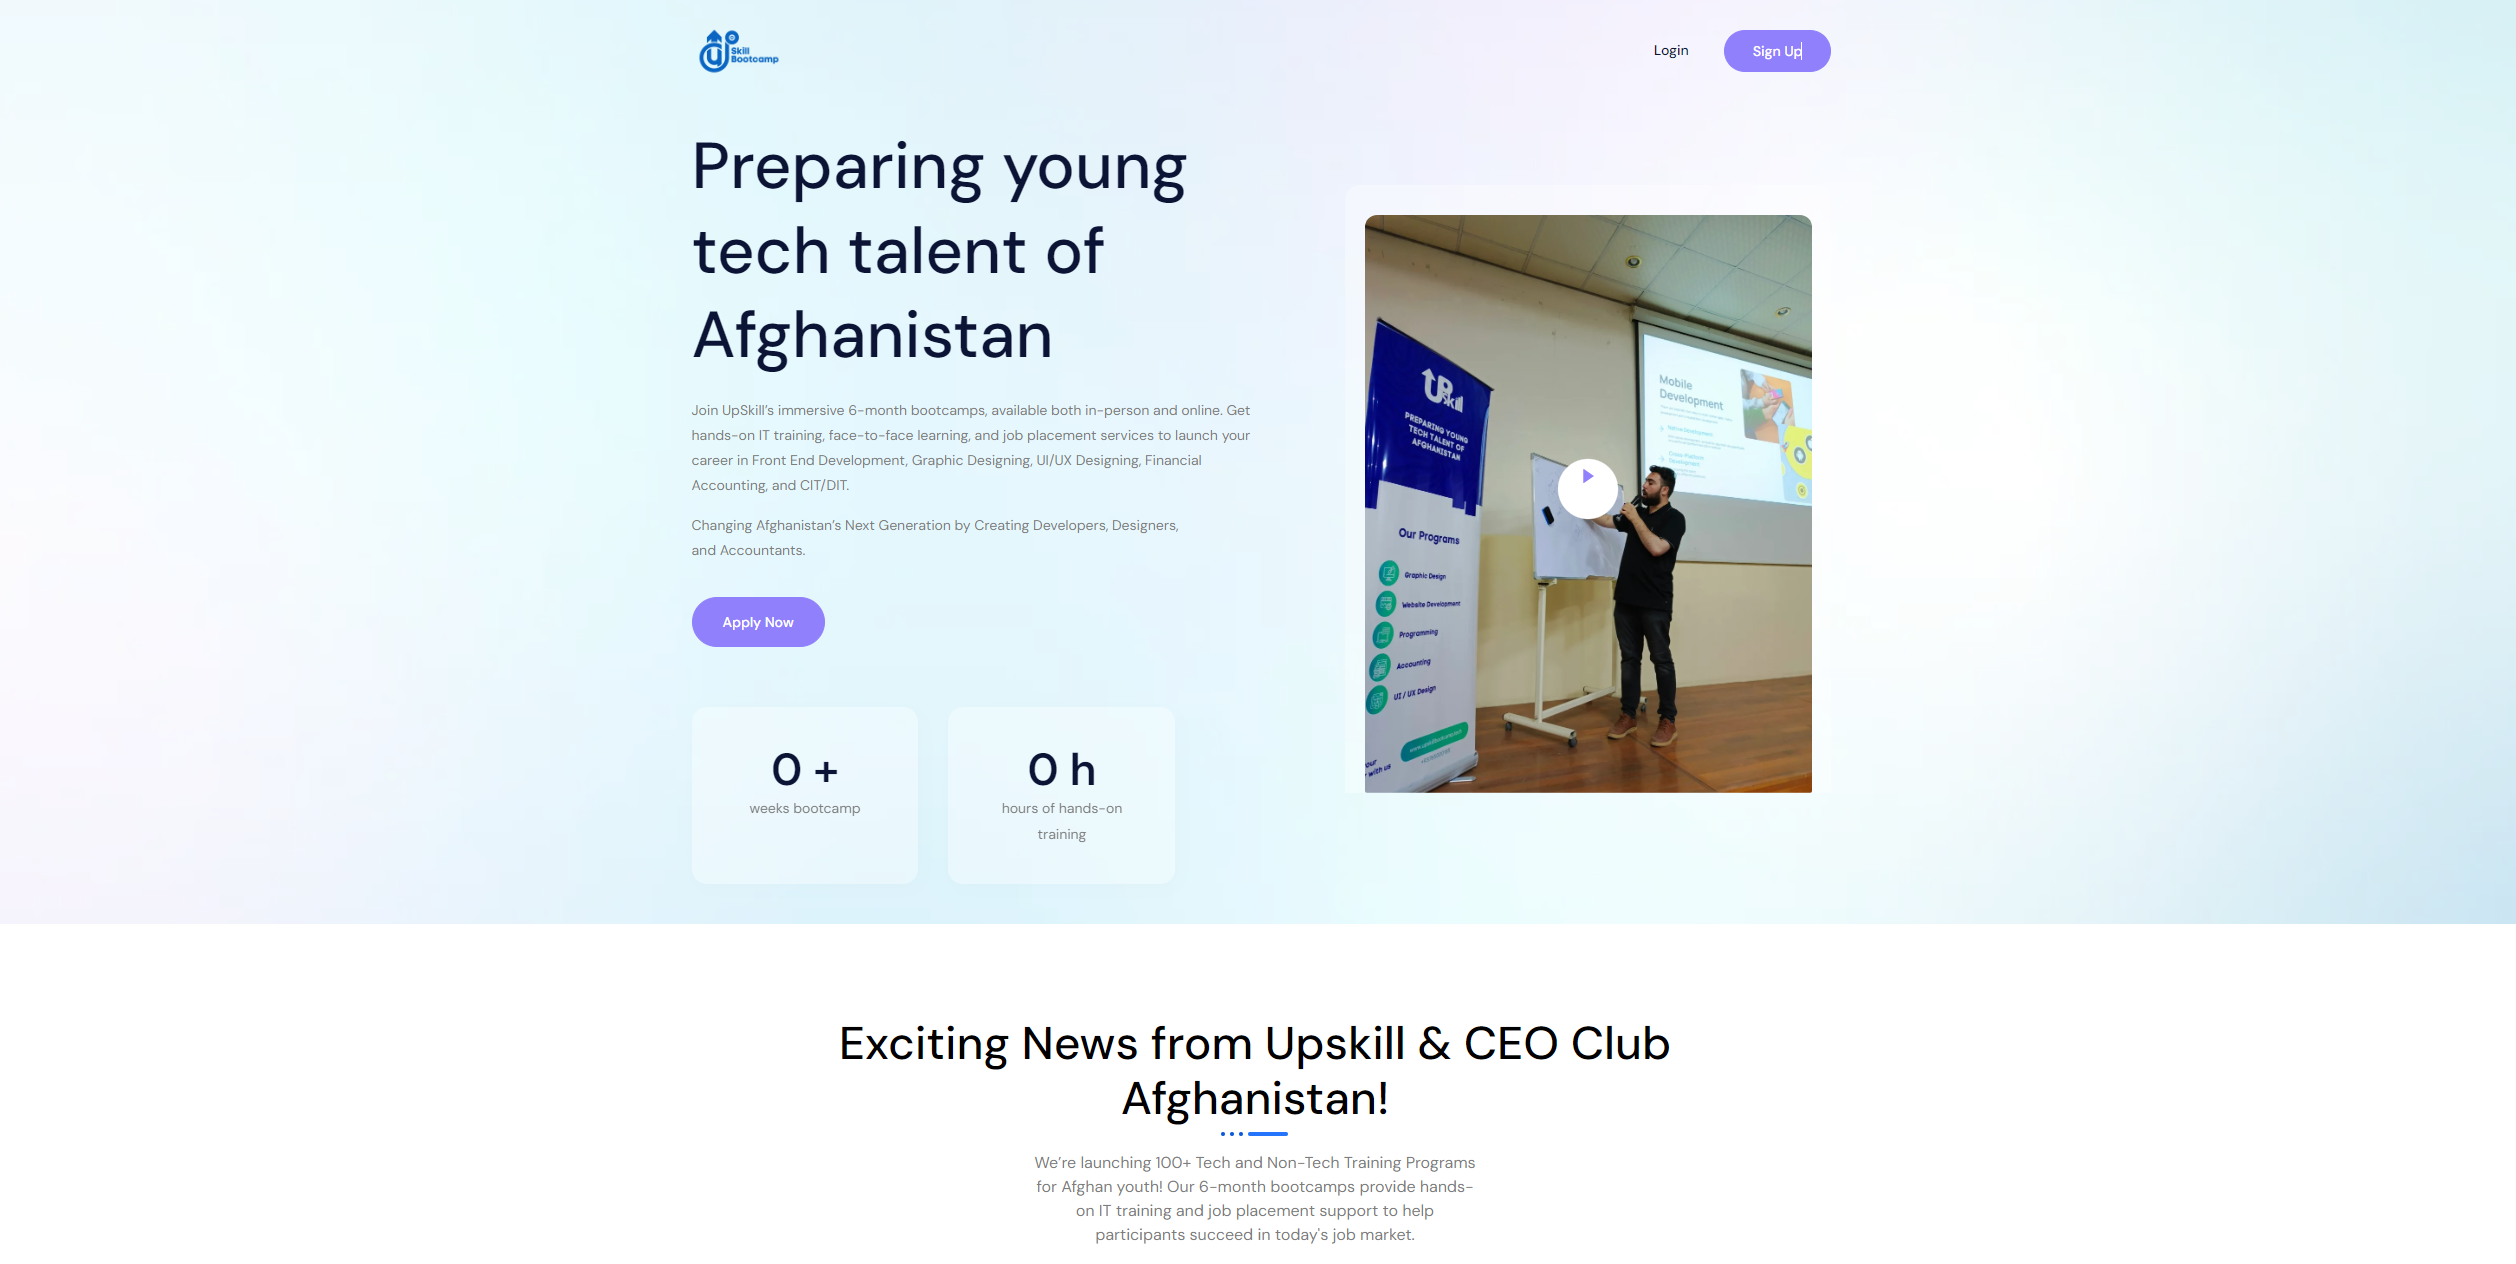 Skill
Bootcamp
Login
Sign Up
Preparing young
tech talent of
Afghanistan
Join UpSkill’s immersive 6-month bootcamps, available both in-person and online. Get
hands-on IT training, face-to-face learning, and job placement services to launch your
career in Front End Development, Graphic Designing, UI/UX Designing, Financial
Accounting, and CIT/DIT.
Changing Afghanistan’s Next Generation by Creating Developers, Designers,
and Accountants.
Apply Now
0 +
weeks bootcamp
0 h
hours of hands-on
training
UpSkill
PREPARING YOUNG
TECH TALENT OF
AFGHANISTAN
Our Programs
Graphic Design
Website Development
Programming
Accounting
UI / UX Design
with us
Mobile
Development
Exciting News from Upskill & CEO Club
Afghanistan!
We’re launching 100+ Tech and Non-Tech Training Programs
for Afghan youth! Our 6-month bootcamps provide hands-
on IT training and job placement support to help
participants succeed in today's job market.